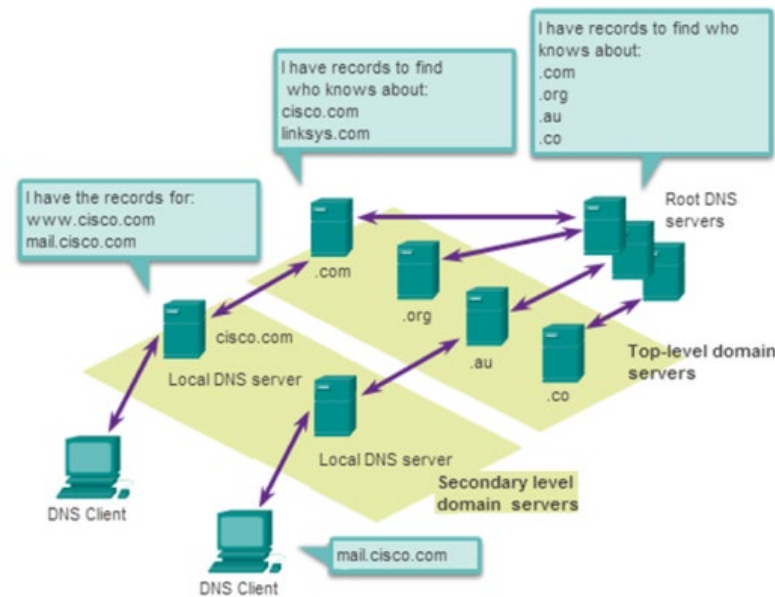 I have records to find who
knows about:
.com
.org
.au
.co
I have records to find
who knows about:
cisco.com
linksys.com
I have the records for:
www.cisco.com
mail.cisco.com
Root DNS
servers
.com
.org
cisco.com
.au
Top-level domain
servers
Local DNS server
.co
Local DNS server
Secondary level
domain servers
DNS Client
mail.cisco.com
DNS Client